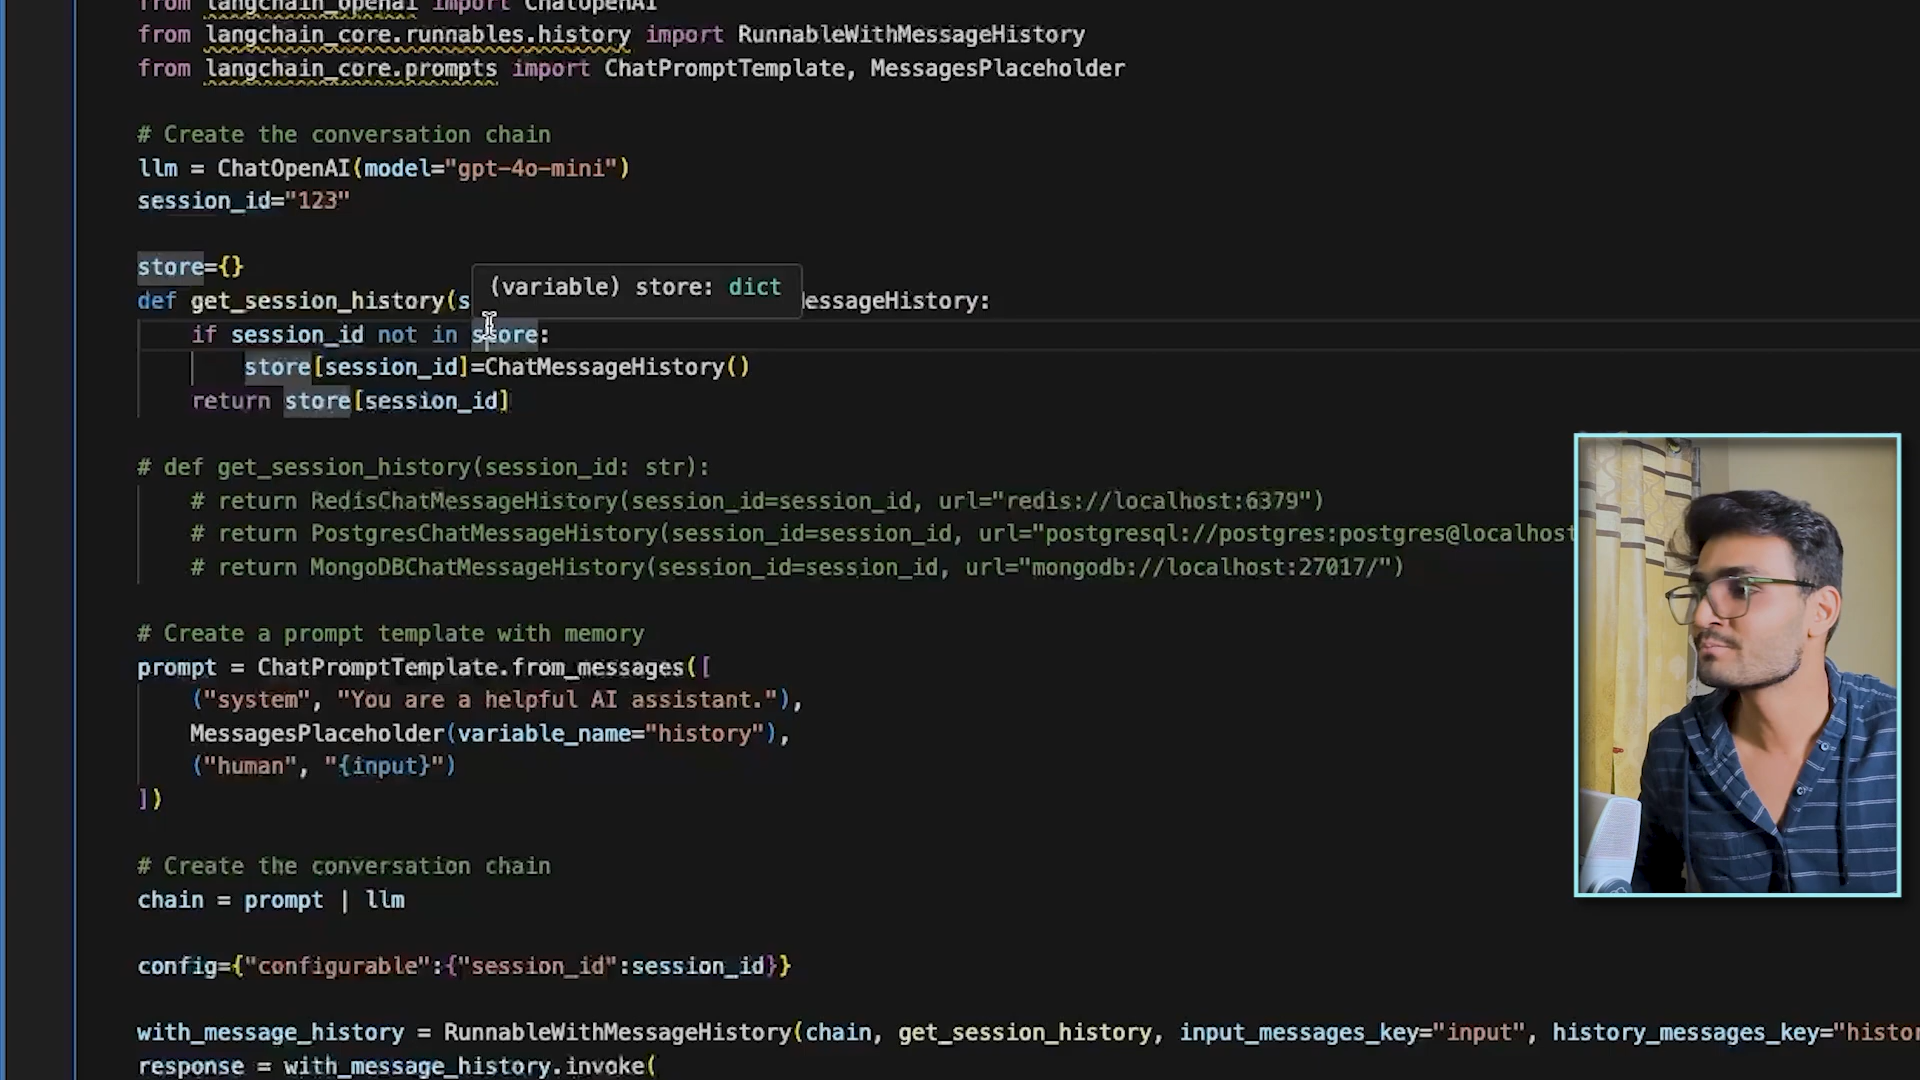 from langchain_openai import ChatOpenAI
from langchain_core.runnables.history import RunnableWithMessageHistory
from langchain_core.prompts import ChatPromptTemplate, MessagesPlaceholder
# Create the conversation chain
llm = ChatOpenAI(model="gpt-4o-mini")
session_id="123"
store={}
(variable) store: dict
def get_session_history(s essageHistory:
if session_id not in store:
store[session_id]=ChatMessageHistory()
return store[session_id]
# def get_session_history(session_id: str):
# return RedisChatMessageHistory(session_id=session_id, url="redis://localhost:6379")
# return PostgresChatMessageHistory(session_id=session_id, url="postgresql://postgres:postgres@localhost
# return MongoDBChatMessageHistory(session_id=session_id, url="mongodb://localhost:27017/")
# Create a prompt template with memory
prompt = ChatPromptTemplate.from_messages([
("system", "You are a helpful AI assistant."),
MessagesPlaceholder(variable_name="history"),
("human", "{input}")
])
# Create the conversation chain
chain = prompt | llm
config={"configurable":{"session_id":session_id}}
with_message_history = RunnableWithMessageHistory(chain, get_session_history, input_messages_key="input", history_messages_key="histor
response = with_message_history.invoke(